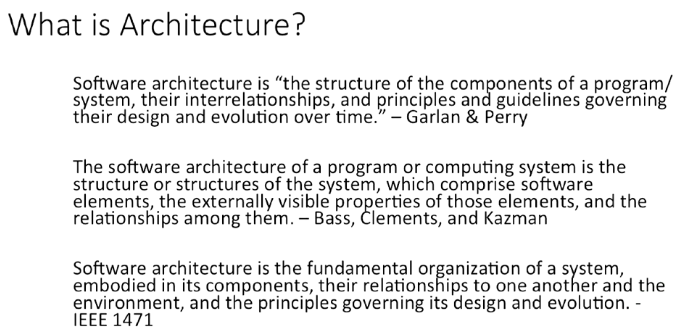 What is Architecture?
Software architecture is “the structure of the components of a program/
system, their interrelationships, and principles and guidelines governing
their design and evolution over time.” – Garlan & Perry
The software architecture of a program or computing system is the
structure or structures of the system, which comprise software
elements, the externally visible properties of those elements, and the
relationships among them. – Bass, Clements, and Kazman
Software architecture is the fundamental organization of a system,
embodied in its components, their relationships to one another and the
environment, and the principles governing its design and evolution. -
IEEE 1471